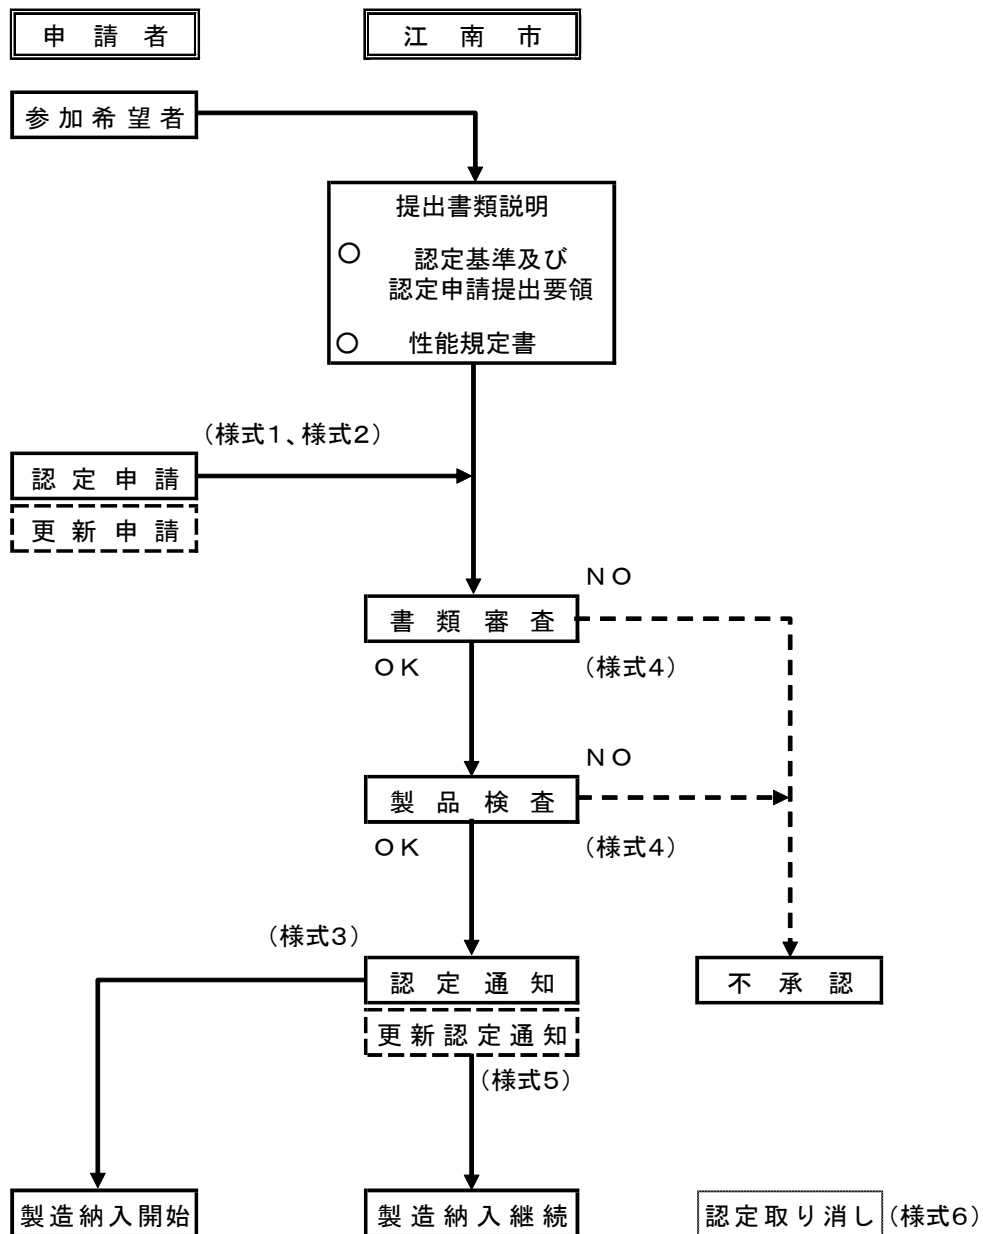 申請者
江南市
参加希望者
提出書類説明
○ 認定基準及び
認定申請提出要領
○ 性能規定書
（様式1、様式2）
認定申請
更新申請
NO
書類審査
OK
（様式4）
NO
製品検査
OK
（様式4）
（様式3）
認定通知
不承認
更新認定通知
（様式5）
製造納入開始
製造納入継続
認定取り消し（様式6）